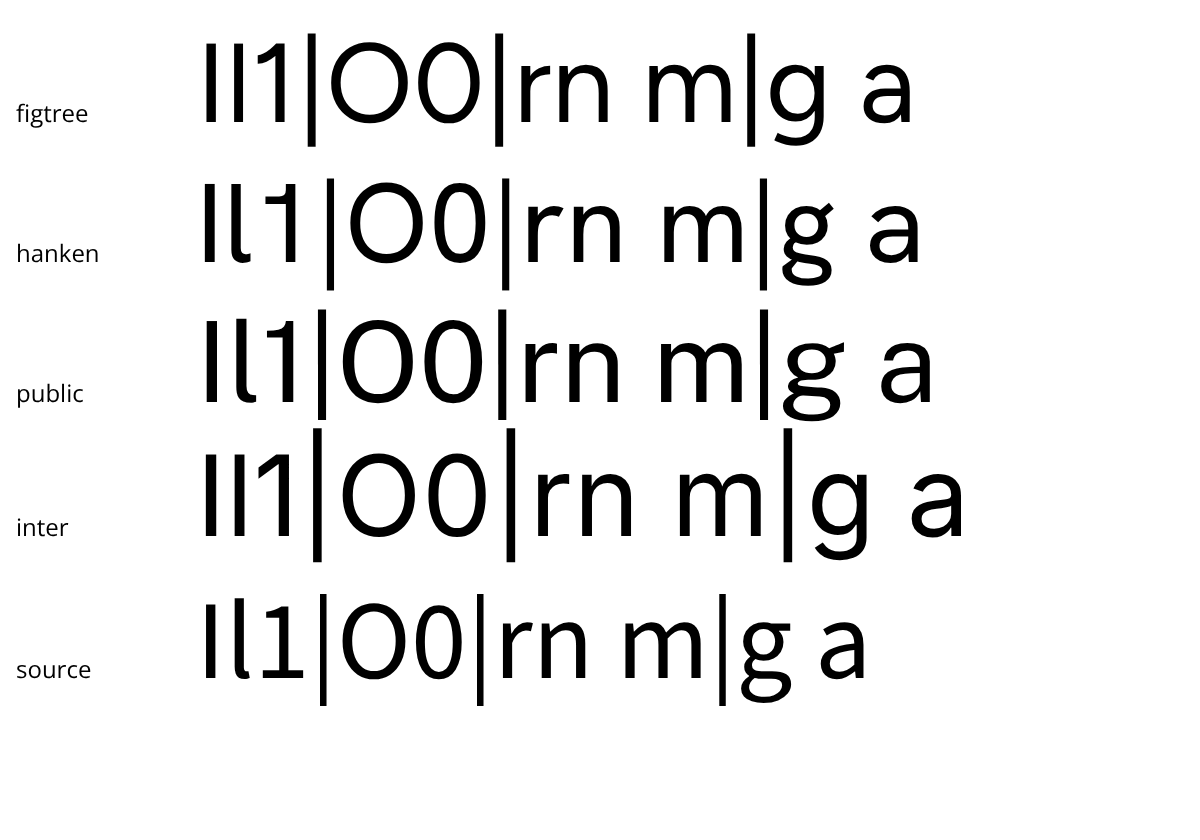 figtree Il1|O0|rn m|g a
hanken Il1|O0|rn m|g a
public Il1|O0|rn m|g a
inter Il1|O0|rn m|g a
source Il1|O0|rn m|g a